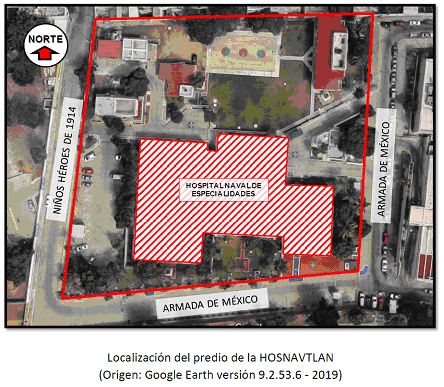 NORTE
NIÑOS HÉROES DE 1914
HOSPITAL NAVAL DE
ESPECIALIDADES
ARMADA DE MÉXICO
ARMADA DE MÉXICO
Localización del predio de la HOSNAVTLAN
(Origen: Google Earth versión 9.2.53.6 - 2019)